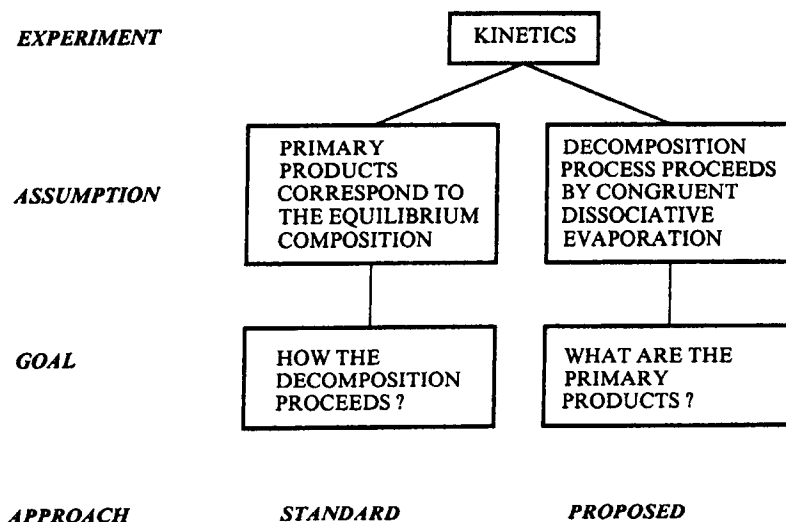 EXPERIMENT
KINETICS
ASSUMPTION
PRIMARY
PRODUCTS
CORRESPOND TO
THE EQUILIBRIUM
COMPOSITION
DECOMPOSITION
PROCESS PROCEEDS
BY CONGRUENT
DISSOCIATIVE
EVAPORATION
GOAL
HOW THE
DECOMPOSITION
PROCEEDS ?
WHAT ARE THE
PRIMARY
PRODUCTS ?
APPROACH
STANDARD
PROPOSED